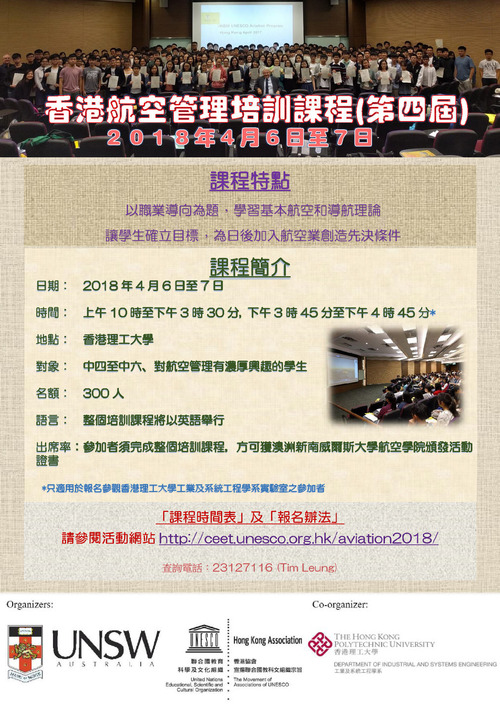 香港航空管理培訓課程(第四屆)
2018年4月6日至7日
課程特點
以職業導向為題，學習基本航空和導航理論
讓學生確立目標，為日後加入航空業創造先決條件
課程簡介
日期： 2018年4月6日至7日
時間： 上午10時至下午3時30分, 下午3時45分至下午4時45分*
地點： 香港理工大學
對象： 中四至中六、對航空管理有濃厚興趣的學生
名額： 300人
語言： 整個培訓課程將以英語舉行
出席率：參加者須完成整個培訓課程, 方可獲澳洲新南威爾斯大學航空學院頒發活動
證書
*只適用於報名參觀香港理工大學工業及系統工程學系實驗室之參加者
「課程時間表」及「報名辦法」
請參閱活動網站 http://ceet.unesco.org.hk/aviation2018/
查詢電話：23127116 (Tim Leung)
Organizers:
Co-organizer:
UNSW
AUSTRALIA
UNESCO
聯合國教育
科學及文化組織
United Nations
Educational, Scientific and
Cultural Organization
Hong Kong Association
香港協會
世界聯合國教科文組織協會
The Movement of
Associations of UNESCO
THE HONG KONG
POLYTECHNIC UNIVERSITY
香港理工大學
DEPARTMENT OF INDUSTRIAL AND SYSTEMS ENGINEERING
工業及系統工程學系